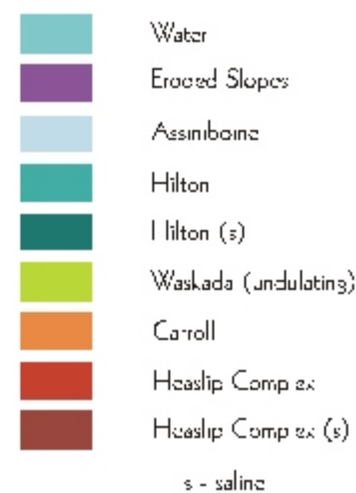 Water
Eroded Slopes
Assiniboine
Hilton
Hilton (s)
Waskada (undulating)
Carroll
Heaslip Complex
Heaslip Complex (s)
s - saline